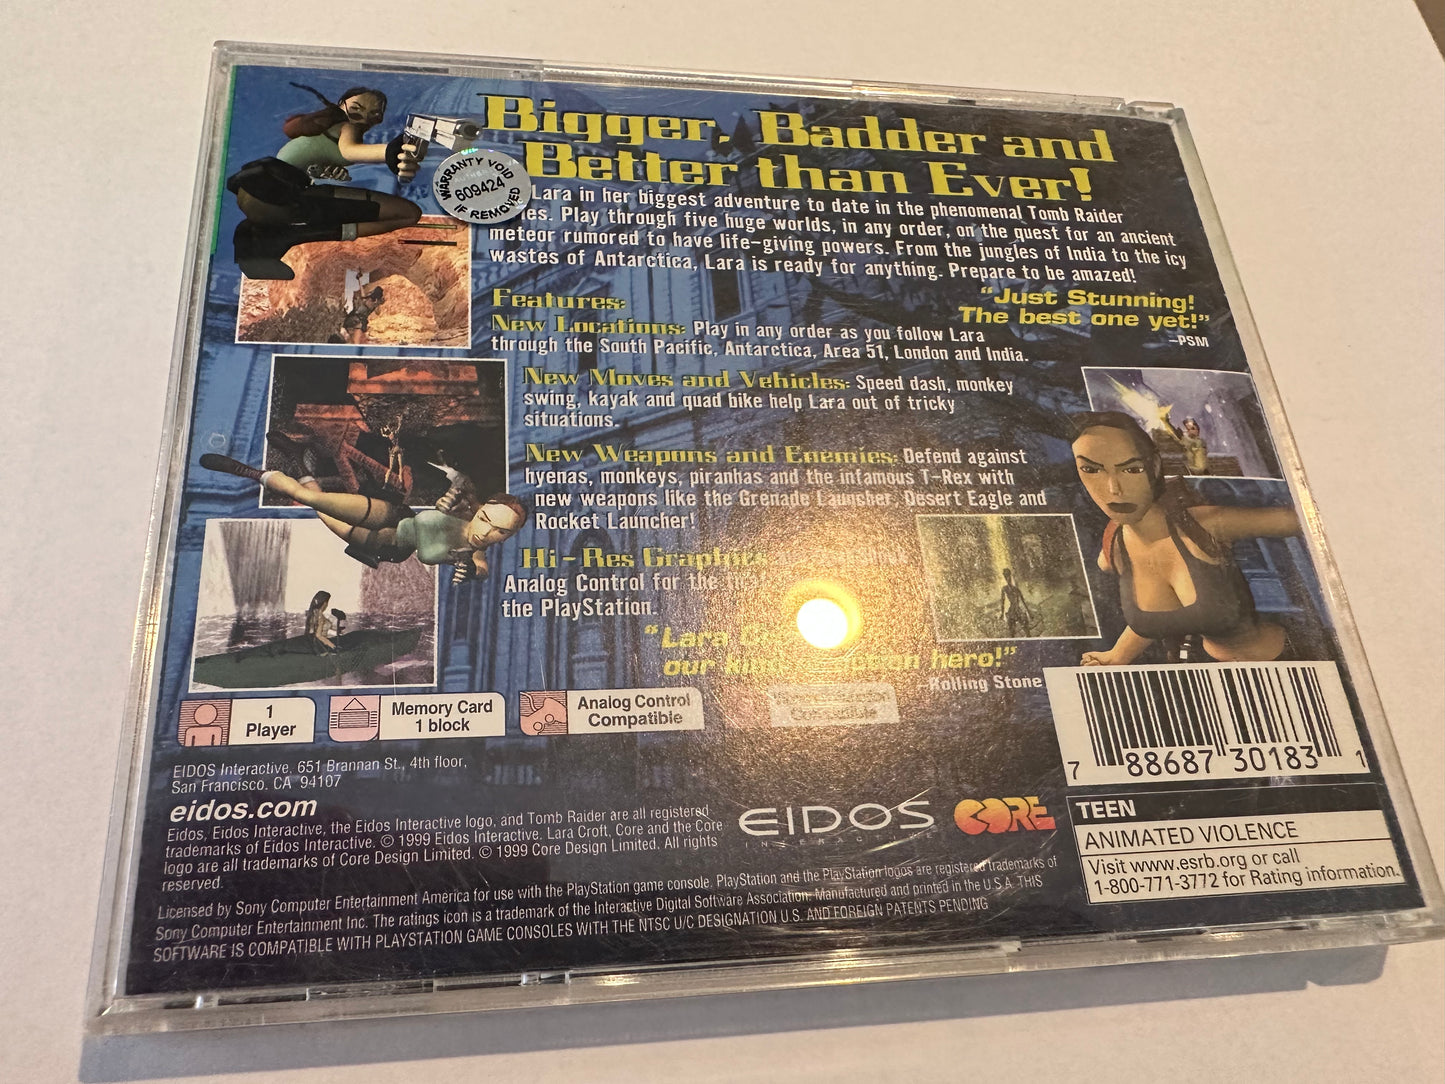 Bigger, Badder and
Better than Ever!
WARRANTY VOID
609424
IF REMOVED
Lara in her biggest adventure to date in the phenomenal Tomb Raider
Play through five huge worlds, in any order, on the quest for an ancient
meteor rumored to have life-giving powers. From the jungles of India to the icy
wastes of Antarctica, Lara is ready for anything. Prepare to be amazed!
"Just Stunning!
The best one yet!"
–PSM
Features:
New Locations: Play in any order as you follow Lara
through the South Pacific, Antarctica, Area 51, London and India.
New Moves and Vehicles: Speed dash, monkey
swing, kayak and quad bike help Lara out of tricky
situations.
New Weapons and Enemies: Defend against
hyenas, monkeys, piranhas and the infamous T-Rex with
new weapons like the Grenade Launcher, Desert Eagle and
Rocket Launcher!
Hi-Res Graphics
Analog Control for the
the PlayStation.
"Lara
our kind action hero!"
–Rolling Stone
1
Player
Memory Card
1 block
Analog Control
Compatible
Compatible
EIDOS Interactive, 651 Brannan St., 4th floor,
San Francisco, CA 94107
eidos.com
Eidos, Eidos Interactive, the Eidos Interactive logo, and Tomb Raider are all registered
trademarks of Eidos Interactive. © 1999 Eidos Interactive. Lara Croft, Core and the Core
logo are all trademarks of Core Design Limited. © 1999 Core Design Limited. All rights
reserved.
EIDOS
INTERACTIVE
CORE
Licensed by Sony Computer Entertainment America for use with the PlayStation game console. PlayStation and the PlayStation logos are registered trademarks of
Sony Computer Entertainment Inc. The ratings icon is a trademark of the Interactive Digital Software Association. Manufactured and printed in the U.S.A. THIS
SOFTWARE IS COMPATIBLE WITH PLAYSTATION GAME CONSOLES WITH THE NTSC U/C DESIGNATION U.S. AND FOREIGN PATENTS PENDING
7 88687 30183 1
TEEN
ANIMATED VIOLENCE
Visit www.esrb.org or call
1-800-771-3772 for Rating information.